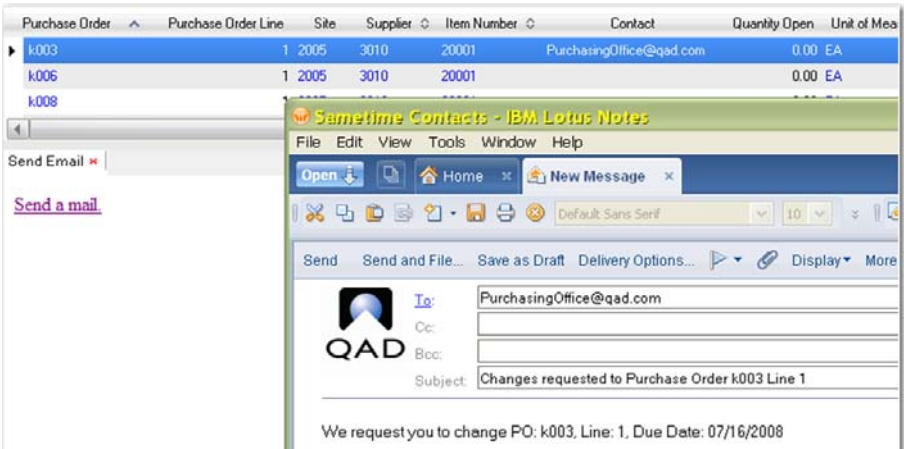 Purchase Order Purchase Order Line Site Supplier Item Number Contact Quantity Open Unit of Mea
k003 1 2005 3010 20001 PurchasingOffice@qad.com 0.00 EA
k006 1 2005 3010 20001 0.00 EA
k008
Sametime Contacts - IBM Lotus Notes
File Edit View Tools Window Help
Send Email
Open Home New Message
Send a mail.
Default Sans Serif 10
Send Send and File... Save as Draft Delivery Options... Display More
To: PurchasingOffice@qad.com
Cc:
QAD
Bcc:
Subject: Changes requested to Purchase Order k003 Line 1
We request you to change PO: k003, Line: 1, Due Date: 07/16/2008